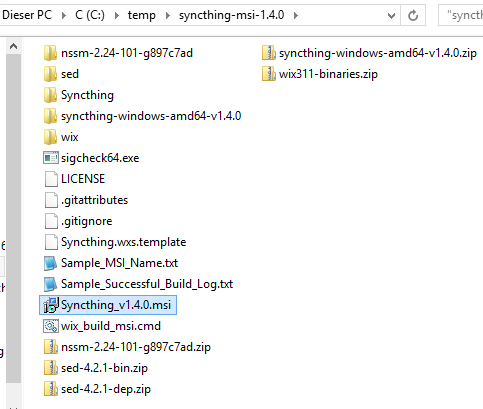 Dieser PC > C (C:) > temp > syncthing-msi-1.4.0 >
"synct
nssm-2.24-101-g897c7ad
sed
Syncthing
syncthing-windows-amd64-v1.4.0
wix
sigcheck64.exe
LICENSE
.gitattributes
.gitignore
Syncthing.wxs.template
Sample_MSI_Name.txt
Sample_Successful_Build_Log.txt
Syncthing_v1.4.0.msi
wix_build_msi.cmd
nssm-2.24-101-g897c7ad.zip
sed-4.2.1-bin.zip
sed-4.2.1-dep.zip
syncthing-windows-amd64-v1.4.0.zip
wix311-binaries.zip